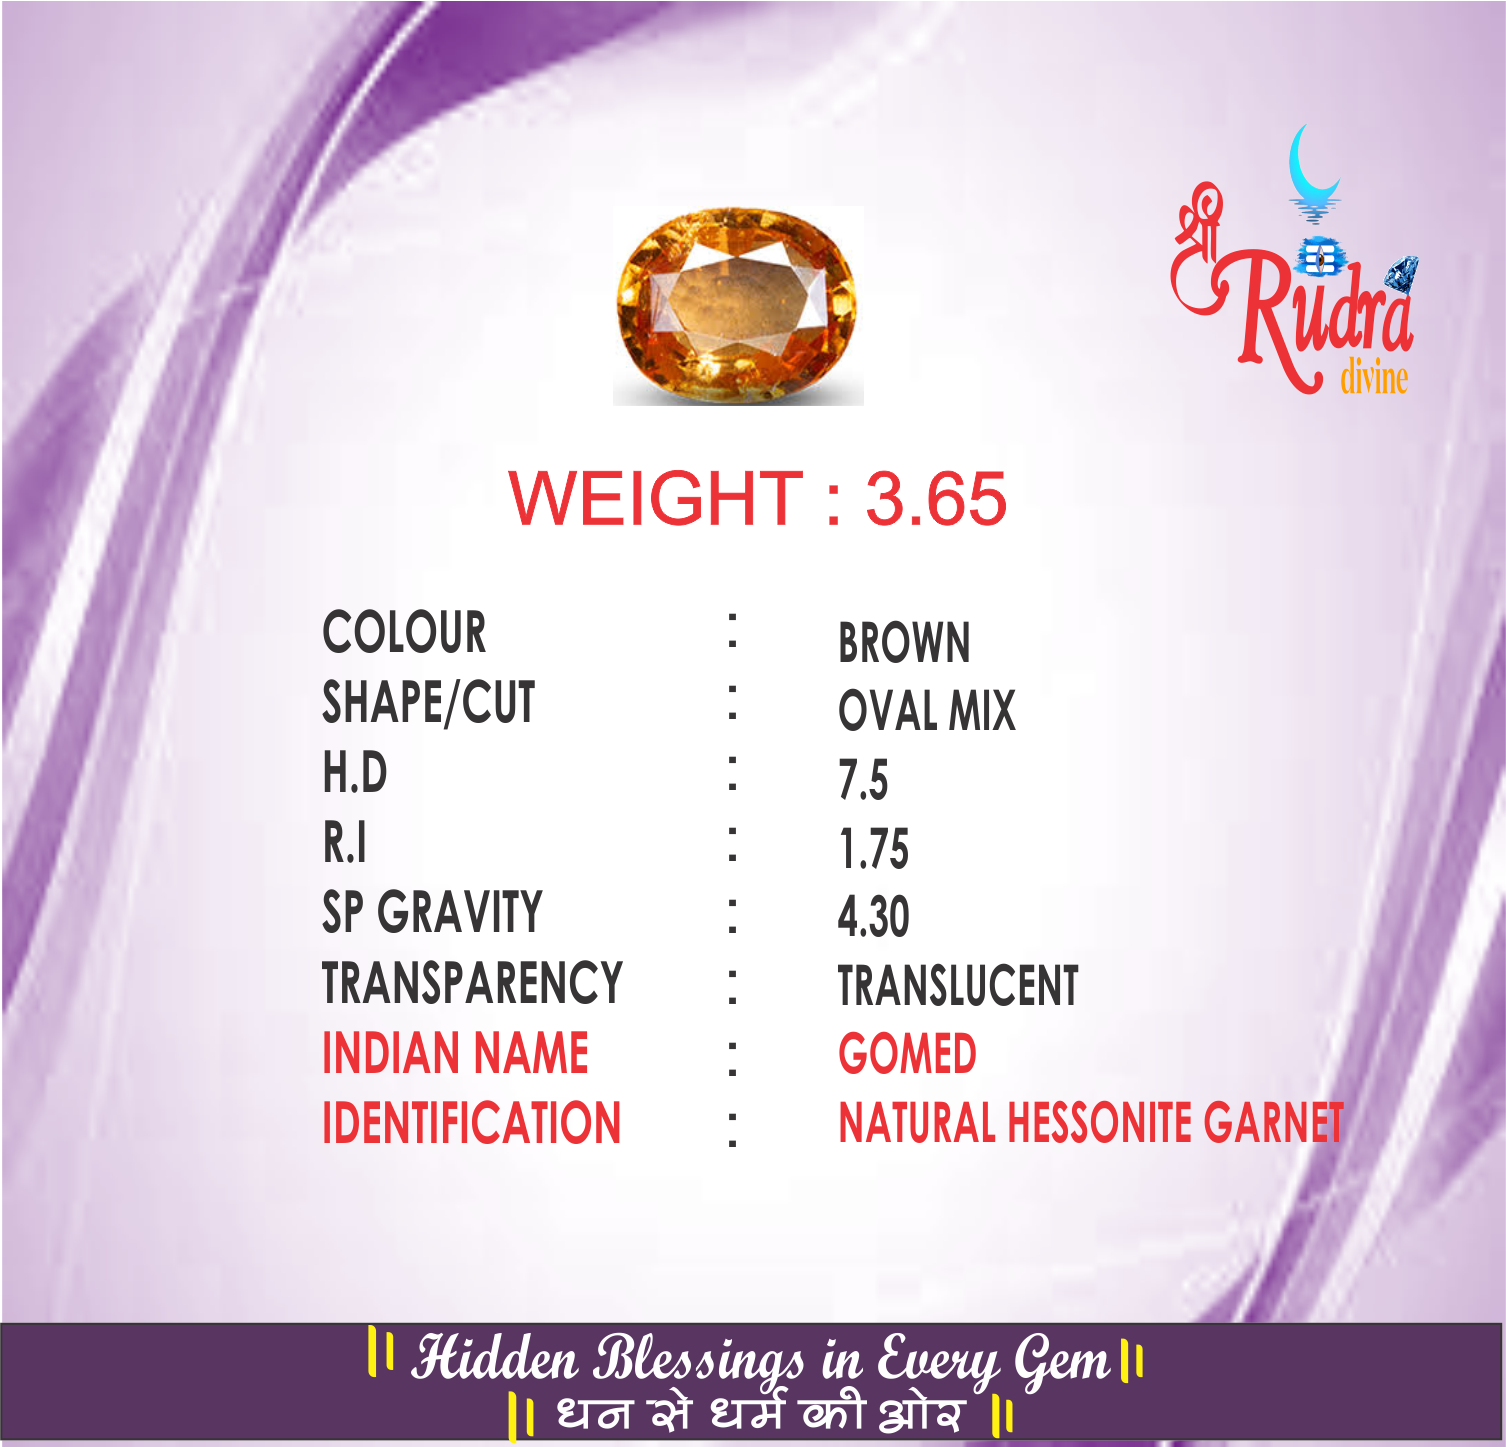 श्री
Rudra
divine
WEIGHT : 3.65
COLOUR : BROWN
SHAPE/CUT : OVAL MIX
H.D : 7.5
R.I : 1.75
SP GRAVITY : 4.30
TRANSPARENCY : TRANSLUCENT
INDIAN NAME : GOMED
IDENTIFICATION : NATURAL HESSONITE GARNET
॥ Hidden Blessings in Every Gem ॥
॥ धन से धर्म की ओर ॥